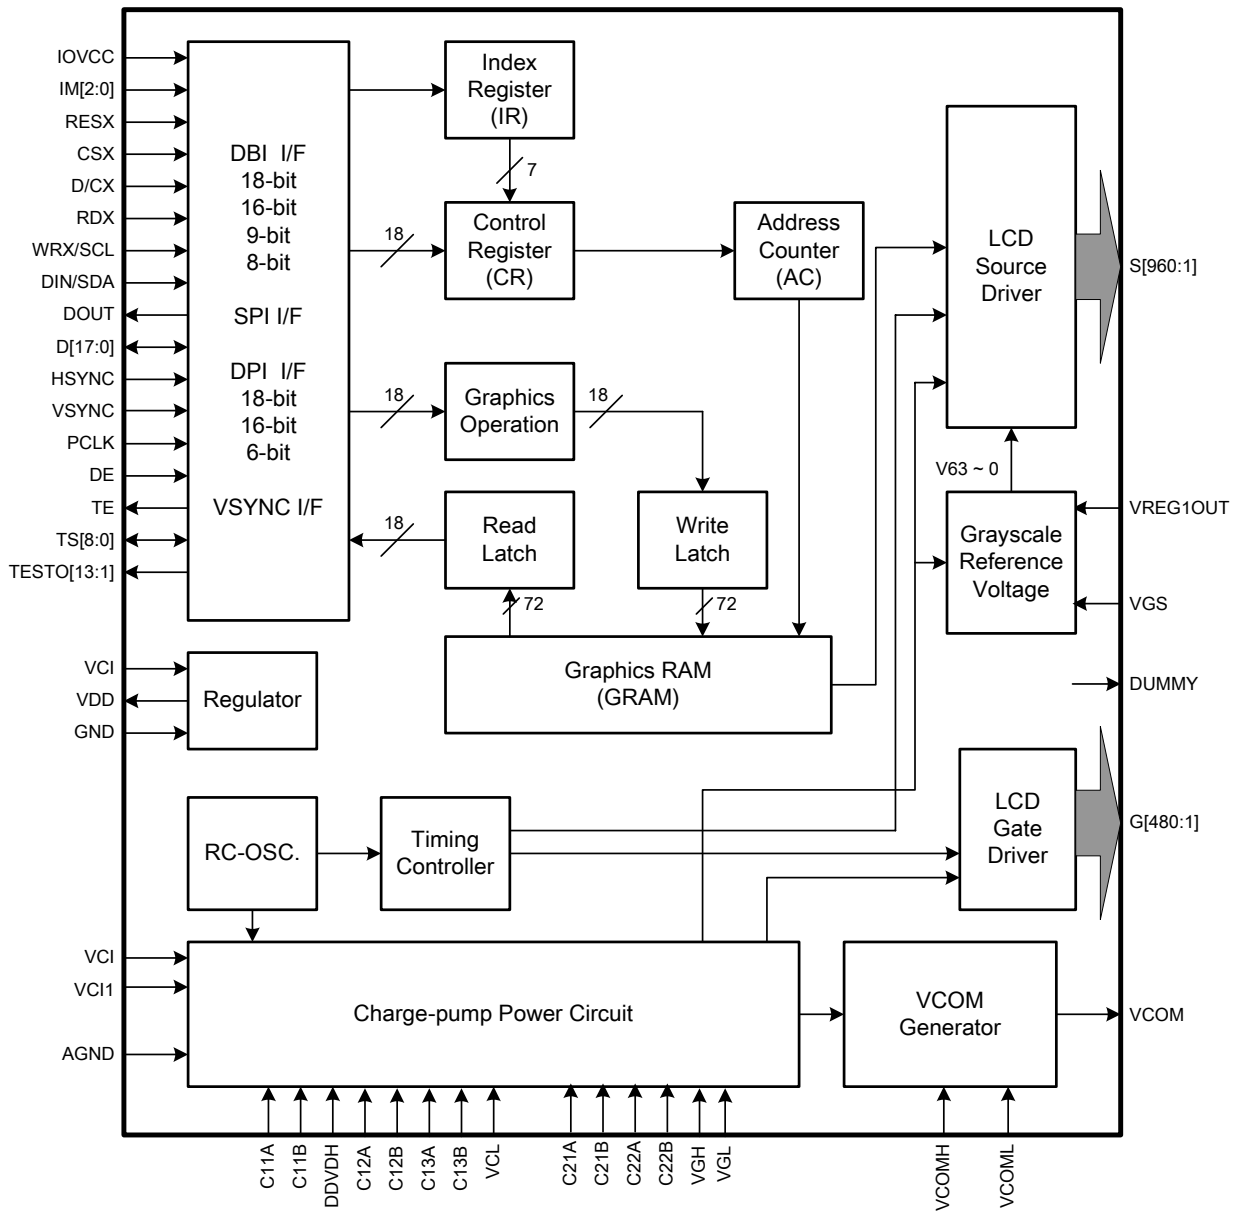 IOVCC
IM[2:0]
RESX
CSX
D/CX
RDX
WRX/SCL
DIN/SDA
DOUT
D[17:0]
HSYNC
VSYNC
PCLK
DE
TE
TS[8:0]
TESTO[13:1]
VCI
VDD
GND
VCI
VCI1
AGND
DBI I/F
18-bit
16-bit
9-bit
8-bit
SPI I/F
DPI I/F
18-bit
16-bit
6-bit
VSYNC I/F
Index
Register
(IR)
7
18
Control
Register
(CR)
Address
Counter
(AC)
18
Graphics
Operation
18
18
Read
Latch
Write
Latch
72
72
Graphics RAM
(GRAM)
Regulator
RC-OSC.
Timing
Controller
LCD
Source
Driver
V63 ~ 0
Grayscale
Reference
Voltage
LCD
Gate
Driver
Charge-pump Power Circuit
VCOM
Generator
S[960:1]
VREG1OUT
VGS
DUMMY
G[480:1]
VCOM
C11A
C11B
DDVDH
C12A
C12B
C13A
C13B
VCL
C21A
C21B
C22A
C22B
VGH
VGL
VCOMH
VCOML